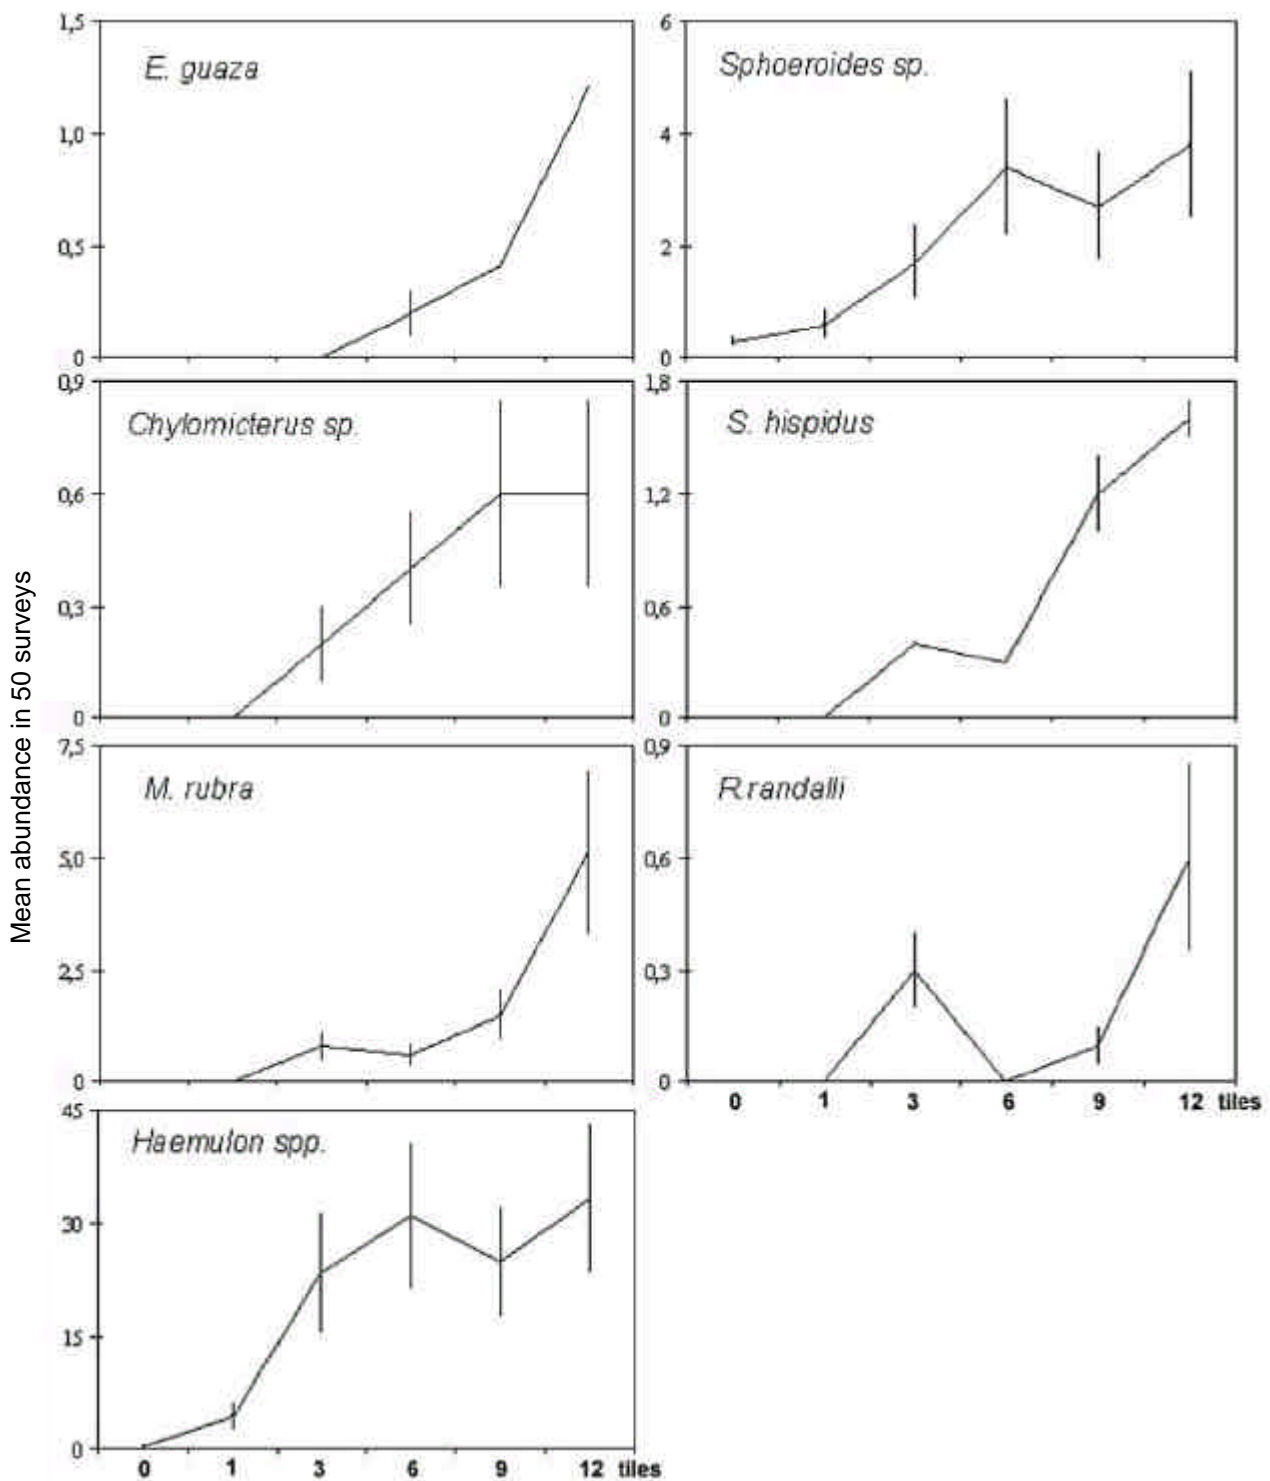 Mean abundance in 50 surveys
E. guaza
1,5
1,0
0,5
0
Sphoeroides sp.
6
4
2
0
Chylomicterus sp.
0,9
0,6
0,3
0
S. hispidus
1,8
1,2
0,6
0
M. rubra
7,5
5,0
2,5
0
R.randalli
0,9
0,6
0,3
0
0 1 3 6 9 12 tiles
Haemulon spp.
45
30
15
0
0 1 3 6 9 12 tiles